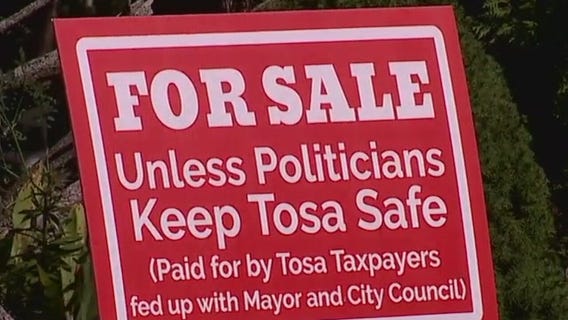 FOR SALE
Unless Politicians
Keep Tosa Safe
(Paid for by Tosa Taxpayers
fed up with Mayor and City Council)